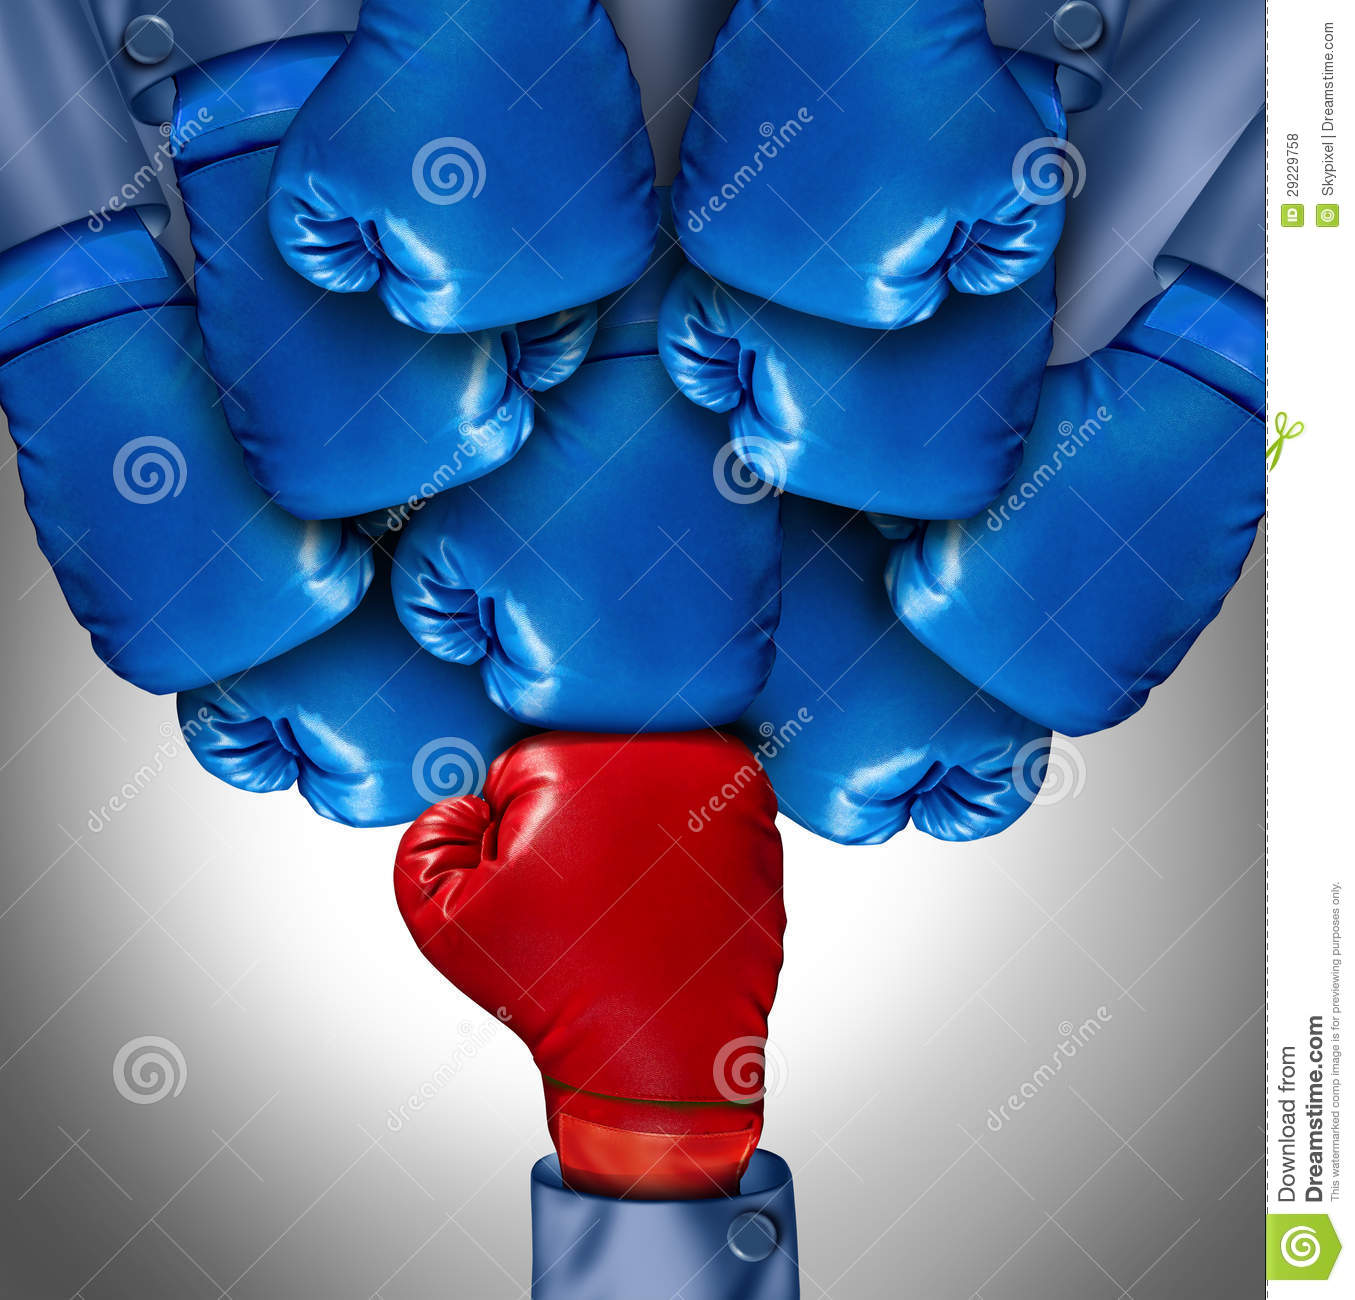 dreamstime
dreamstime
dreamstime
dreamstime
dreamstime
dreamstime
dreamstime
dreamstime
ID 29229758
© Skypixel | Dreamstime.com
Download from
Dreamstime.com
This watermarked comp image is for previewing purposes only.